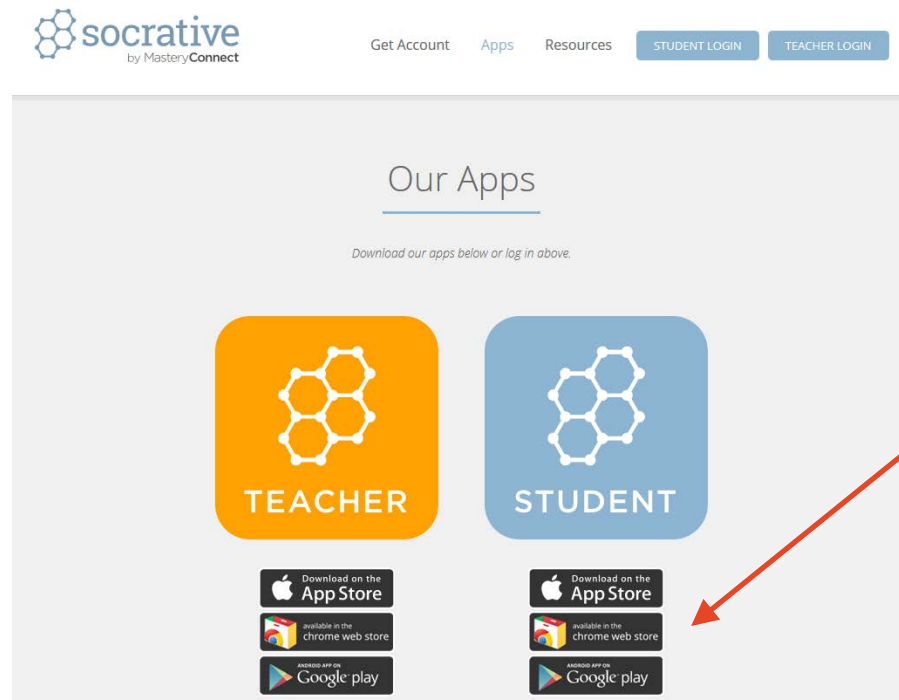 socrative
by MasteryConnect
Get Account Apps Resources STUDENT LOGIN TEACHER LOGIN
Our Apps
Download our apps below or log in above.
TEACHER
STUDENT
Download on the
App Store
available in the
chrome web store
ANDROID APP ON
Google play
Download on the
App Store
available in the
chrome web store
ANDROID APP ON
Google play